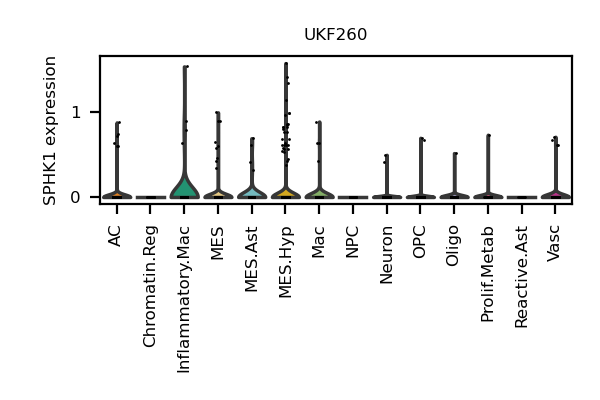 UKF260
SPHK1 expression
1
0
AC
Chromatin.Reg
Inflammatory.Mac
MES
MES.Ast
MES.Hyp
Mac
NPC
Neuron
OPC
Oligo
Prolif.Metab
Reactive.Ast
Vasc